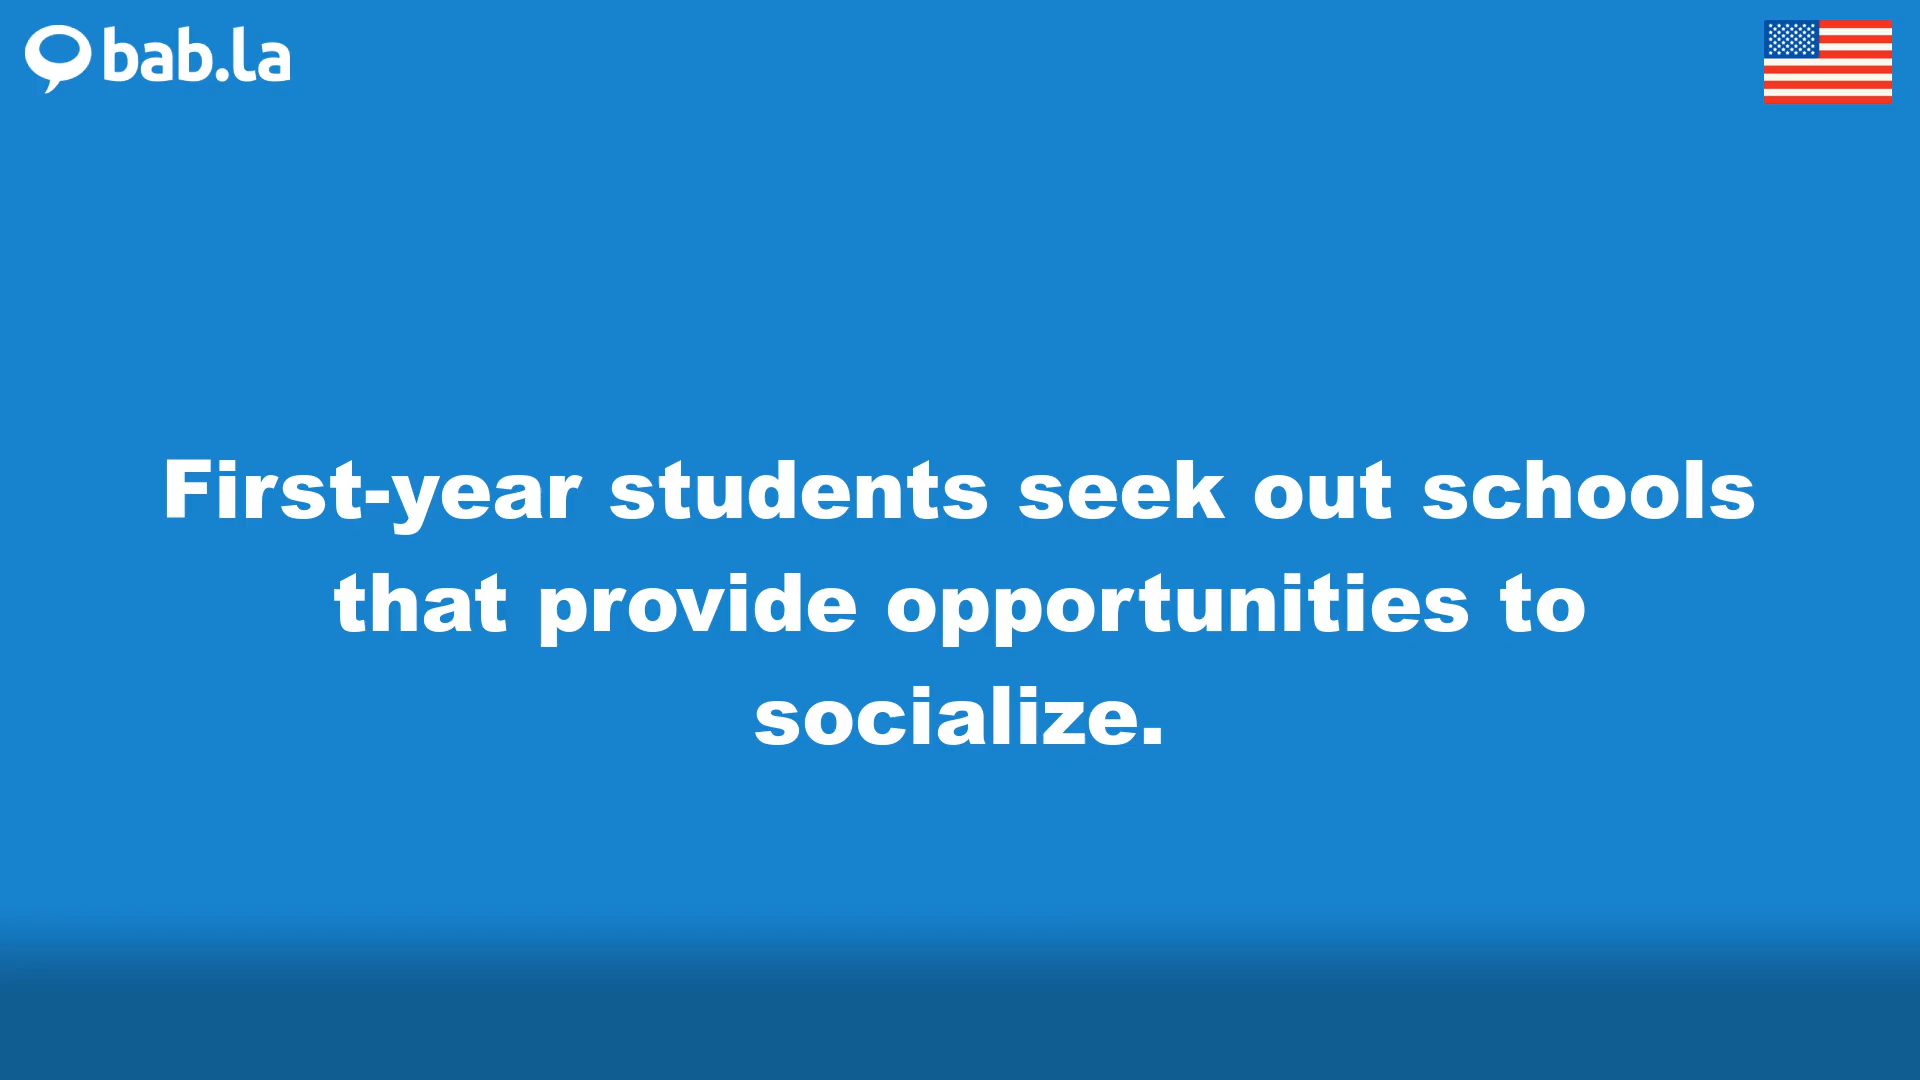 bab.la
First-year students seek out schools
that provide opportunities to
socialize.